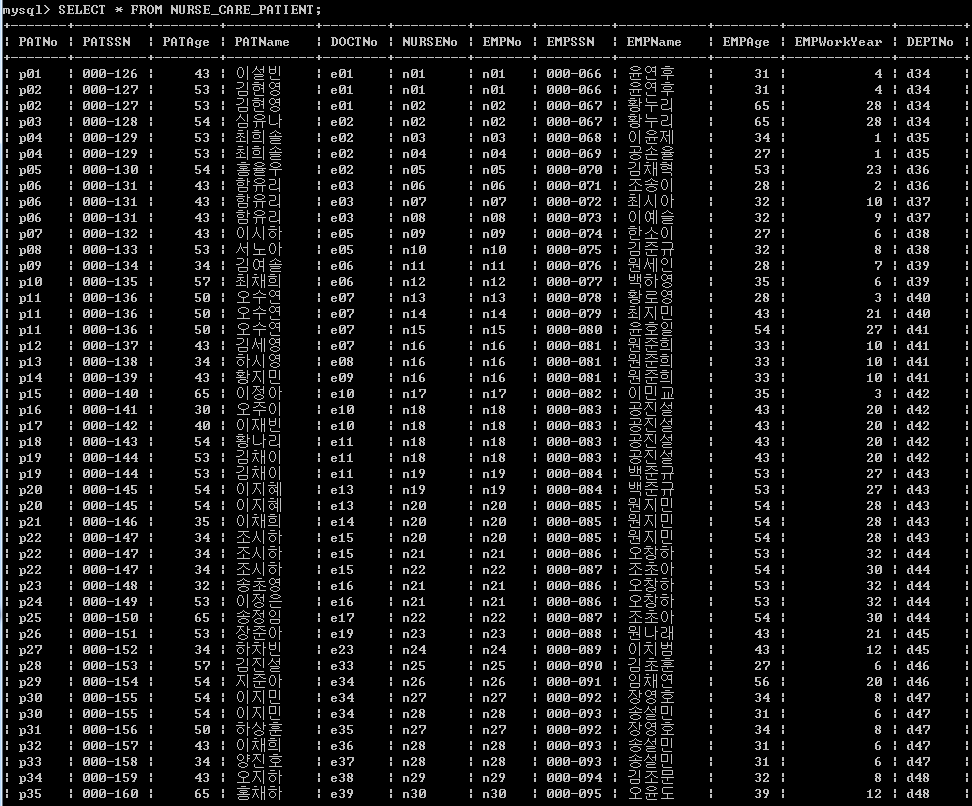 mysql> SELECT * FROM NURSE_CARE_PATIENT;
| PATNo | PATSSN | PATAge | PATName | DOCTNo | NURSENo | EMPNo | EMPSSN | EMPName | EMPAge | EMPWorkYear | DEPTNo |
| p01 | 000-126 | 43 | 이설빈 | e01 | n01 | n01 | 000-066 | 윤연후 | 31 | 4 | d34 |
| p02 | 000-127 | 53 | 김현영 | e01 | n01 | n01 | 000-066 | 윤연후 | 31 | 4 | d34 |
| p02 | 000-127 | 53 | 김현영 | e01 | n02 | n02 | 000-067 | 황누리 | 65 | 28 | d34 |
| p03 | 000-128 | 54 | 심유나 | e02 | n02 | n02 | 000-067 | 황누리 | 65 | 28 | d34 |
| p04 | 000-129 | 53 | 최희솔 | e02 | n03 | n03 | 000-068 | 이윤제 | 34 | 1 | d35 |
| p04 | 000-129 | 53 | 최희솔 | e02 | n04 | n04 | 000-069 | 공손율 | 27 | 1 | d35 |
| p05 | 000-130 | 54 | 홍율우 | e02 | n05 | n05 | 000-070 | 김채혁 | 53 | 23 | d36 |
| p06 | 000-131 | 43 | 함유리 | e03 | n06 | n06 | 000-071 | 조송이 | 28 | 2 | d36 |
| p06 | 000-131 | 43 | 함유리 | e03 | n07 | n07 | 000-072 | 최시아 | 32 | 10 | d37 |
| p06 | 000-131 | 43 | 함유리 | e03 | n08 | n08 | 000-073 | 이예슬 | 32 | 9 | d37 |
| p07 | 000-132 | 43 | 이시하 | e05 | n09 | n09 | 000-074 | 한소이 | 27 | 6 | d38 |
| p08 | 000-133 | 53 | 서노아 | e05 | n10 | n10 | 000-075 | 김준규 | 32 | 8 | d38 |
| p09 | 000-134 | 34 | 김여솔 | e06 | n11 | n11 | 000-076 | 원세인 | 28 | 7 | d39 |
| p10 | 000-135 | 57 | 최채희 | e06 | n12 | n12 | 000-077 | 백하영 | 35 | 6 | d39 |
| p11 | 000-136 | 50 | 오수연 | e07 | n13 | n13 | 000-078 | 황로영 | 28 | 3 | d40 |
| p11 | 000-136 | 50 | 오수연 | e07 | n14 | n14 | 000-079 | 최지민 | 43 | 21 | d40 |
| p11 | 000-136 | 50 | 오수연 | e07 | n15 | n15 | 000-080 | 윤호일 | 54 | 27 | d41 |
| p12 | 000-137 | 43 | 김세영 | e07 | n16 | n16 | 000-081 | 원준희 | 33 | 10 | d41 |
| p13 | 000-138 | 34 | 하시영 | e08 | n16 | n16 | 000-081 | 원준희 | 33 | 10 | d41 |
| p14 | 000-139 | 43 | 황지민 | e09 | n16 | n16 | 000-081 | 원준희 | 33 | 10 | d41 |
| p15 | 000-140 | 65 | 이정아 | e10 | n17 | n17 | 000-082 | 이민교 | 35 | 3 | d42 |
| p16 | 000-141 | 30 | 오주이 | e10 | n18 | n18 | 000-083 | 공진설 | 43 | 20 | d42 |
| p17 | 000-142 | 40 | 이재빈 | e10 | n18 | n18 | 000-083 | 공진설 | 43 | 20 | d42 |
| p18 | 000-143 | 54 | 황나리 | e11 | n18 | n18 | 000-083 | 공진설 | 43 | 20 | d42 |
| p19 | 000-144 | 53 | 김채이 | e11 | n18 | n18 | 000-083 | 공진설 | 43 | 20 | d42 |
| p19 | 000-144 | 53 | 김채이 | e11 | n19 | n19 | 000-084 | 백준규 | 53 | 27 | d43 |
| p20 | 000-145 | 54 | 이지혜 | e13 | n19 | n19 | 000-084 | 백준규 | 53 | 27 | d43 |
| p20 | 000-145 | 54 | 이지혜 | e13 | n20 | n20 | 000-085 | 원지민 | 54 | 28 | d43 |
| p21 | 000-146 | 35 | 이채희 | e14 | n20 | n20 | 000-085 | 원지민 | 54 | 28 | d43 |
| p22 | 000-147 | 34 | 조시하 | e15 | n20 | n20 | 000-085 | 원지민 | 54 | 28 | d43 |
| p22 | 000-147 | 34 | 조시하 | e15 | n21 | n21 | 000-086 | 오창하 | 53 | 32 | d44 |
| p22 | 000-147 | 34 | 조시하 | e15 | n22 | n22 | 000-087 | 조초아 | 54 | 30 | d44 |
| p23 | 000-148 | 32 | 송초영 | e16 | n21 | n21 | 000-086 | 오창하 | 53 | 32 | d44 |
| p24 | 000-149 | 53 | 이정은 | e16 | n21 | n21 | 000-086 | 오창하 | 53 | 32 | d44 |
| p25 | 000-150 | 65 | 송정임 | e17 | n22 | n22 | 000-087 | 조초아 | 54 | 30 | d44 |
| p26 | 000-151 | 53 | 장준아 | e19 | n23 | n23 | 000-088 | 원나래 | 43 | 21 | d45 |
| p27 | 000-152 | 34 | 하차빈 | e23 | n24 | n24 | 000-089 | 이치범 | 43 | 12 | d45 |
| p28 | 000-153 | 57 | 김진설 | e33 | n25 | n25 | 000-090 | 김초훈 | 27 | 6 | d46 |
| p29 | 000-154 | 54 | 지준아 | e34 | n26 | n26 | 000-091 | 임채연 | 56 | 20 | d46 |
| p30 | 000-155 | 54 | 이지민 | e34 | n27 | n27 | 000-092 | 장영호 | 34 | 8 | d47 |
| p30 | 000-155 | 54 | 이지민 | e34 | n28 | n28 | 000-093 | 송설민 | 31 | 6 | d47 |
| p31 | 000-156 | 50 | 하상훈 | e35 | n27 | n27 | 000-092 | 장영호 | 34 | 8 | d47 |
| p32 | 000-157 | 43 | 이채희 | e36 | n28 | n28 | 000-093 | 송설민 | 31 | 6 | d47 |
| p33 | 000-158 | 34 | 양진호 | e37 | n28 | n28 | 000-093 | 송설민 | 31 | 6 | d47 |
| p34 | 000-159 | 43 | 오지하 | e38 | n29 | n29 | 000-094 | 김조문 | 32 | 8 | d48 |
| p35 | 000-160 | 65 | 홍채하 | e39 | n30 | n30 | 000-095 | 오윤도 | 39 | 12 | d48 |